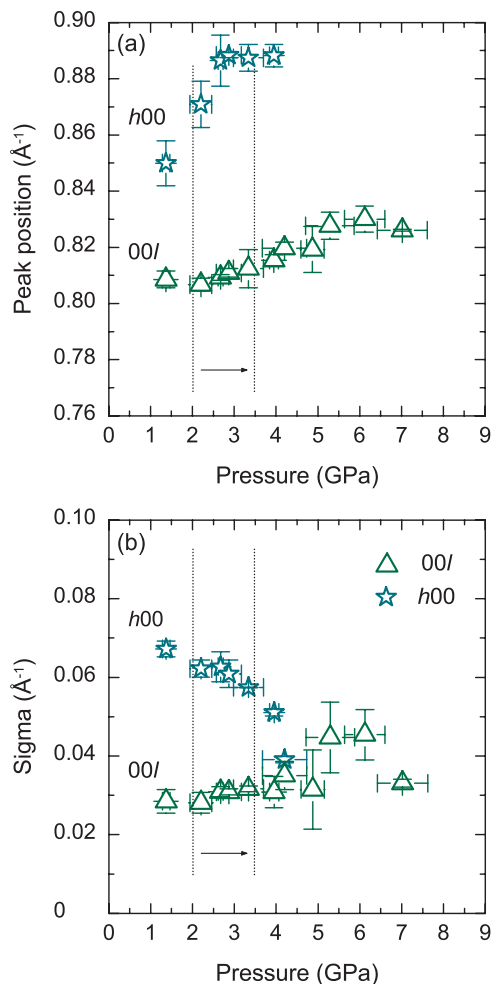 0.90
(a)
0.88
h00
0.86
0.84
00l
0.82
0.80
0.78
0.76
Peak position (Å⁻¹)
0 1 2 3 4 5 6 7 8 9
Pressure (GPa)
0.10
(b)
00l
h00
0.08
h00
0.06
0.04
00l
0.02
0
Sigma (Å⁻¹)
0 1 2 3 4 5 6 7 8 9
Pressure (GPa)